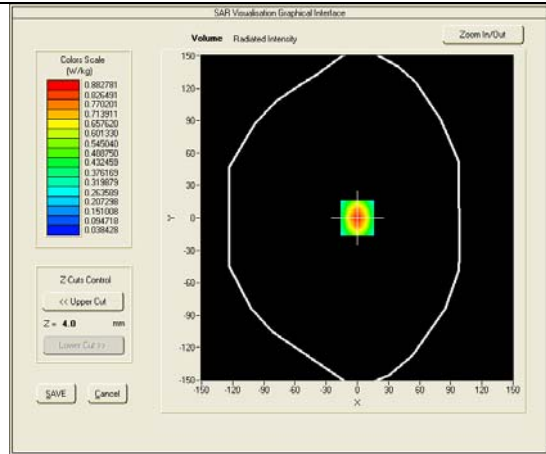 SAR Visualisation Graphical Interface
Volume Radiated Intensity
Zoom In/Out
Colors Scale
(W/kg)
0.882781
0.826491
0.770201
0.713911
0.657620
0.601330
0.545040
0.488750
0.432459
0.376169
0.319879
0.263589
0.207298
0.151008
0.094718
0.038428
Z-Cuts Control
<< Upper Cut
Z = 4.0 mm
Lower Cut >>
SAVE Cancel
150-
120-
90-
60-
30-
0-
-30-
-60-
-90-
-120-
-150-
Y
-150 -120 -90 -60 -30 0 30 60 90 120 150
X